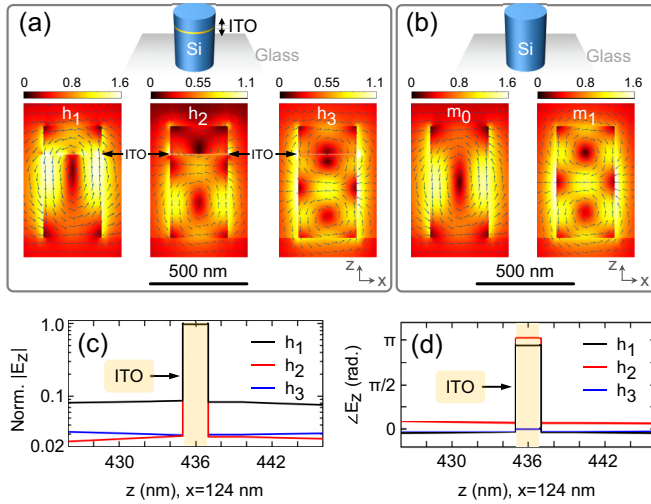 (a)
ITO
Si
Glass
0 0.8 1.6
0 0.55 1.1
0 0.8 1.6
h1
h2
h3
ITO
ITO
500 nm
z
x
(b)
Si
Glass
0 0.8 1.6
0 0.8 1.6
m0
m1
500 nm
z
x
(c)
Norm. |Ez|
1.0
0.1
0.02
ITO
h1
h2
h3
430 436 442
z (nm), x=124 nm
(d)
∠Ez (rad.)
π
π/2
0
ITO
h1
h2
h3
430 436 442
z (nm), x=124 nm